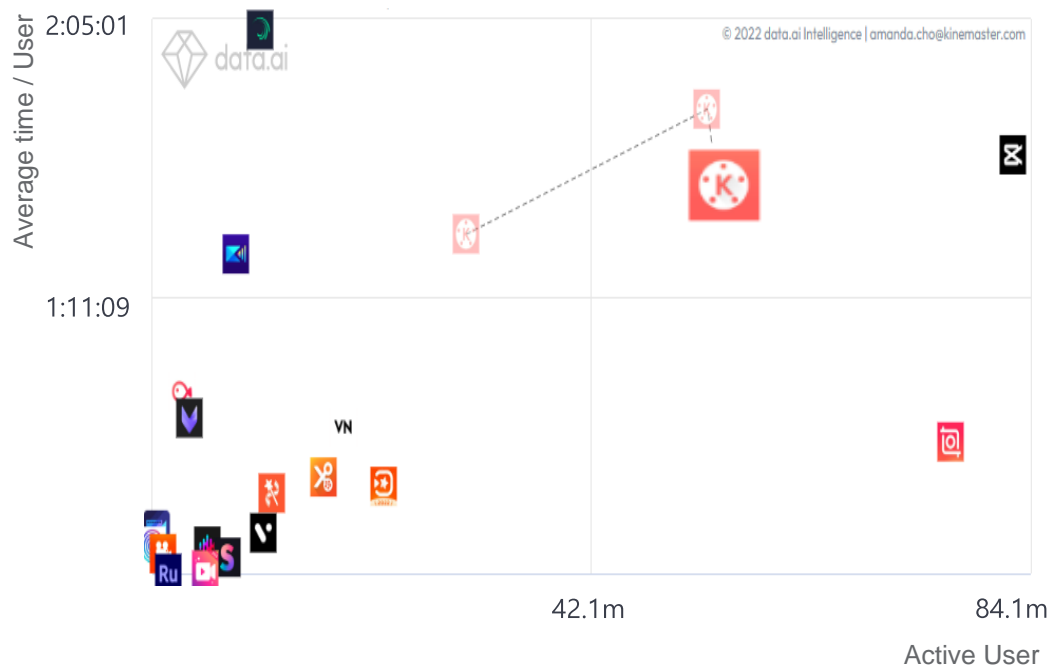 Average time / User
2:05:01
data.ai
© 2022 data.ai Intelligence | amanda.cho@kinemaster.com
K
K
K
1:11:09
VN
S
Ru
42.1m
84.1m
Active User